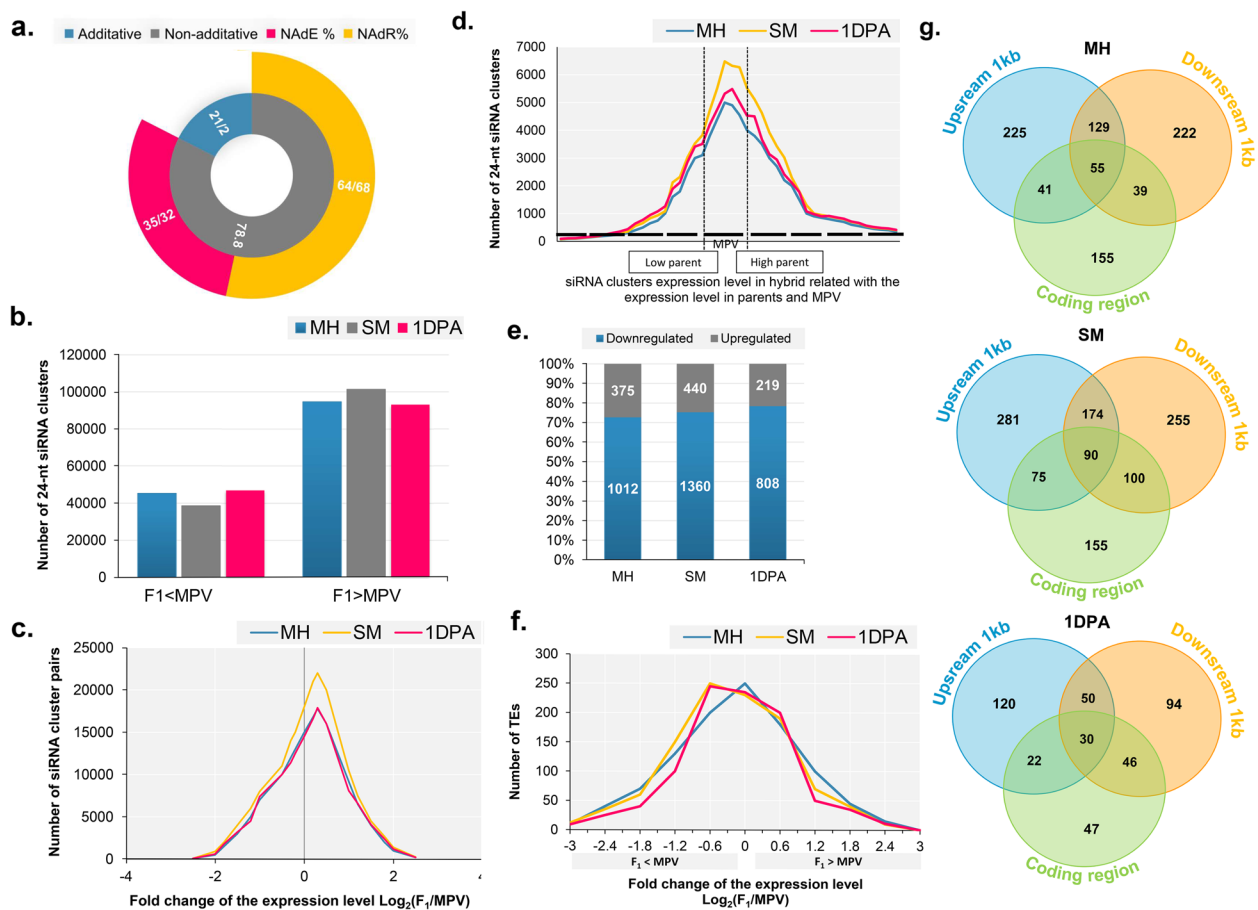 a.
Additative Non-additative NAdE % NAdR%
21/2
64/68
35/32
78.8
b.
MH SM 1DPA
120000
100000
80000
60000
40000
20000
0
Nunber of 24-nt siRNA clusters
F1<MPV F1>MPV
c.
MH SM 1DPA
25000
20000
15000
10000
5000
0
Number of siRNA cluster pairs
-4 -2 0 2 4
Fold change of the expression level Log2(F1/MPV)
d.
MH SM 1DPA
7000
6000
5000
4000
3000
2000
1000
0
Number of 24-nt siRNA clusters
MPV
Low parent High parent
siRNA clusters expression level in hybrid related with the
expression level in parents and MPV
e.
Downregulated Upregulated
100%
90%
80%
70%
60%
50%
40%
30%
20%
10%
0%
375 440 219
1012 1360 808
MH SM 1DPA
f.
MH SM 1DPA
300
250
200
150
100
50
0
Number of TEs
-3 -2.4 -1.8 -1.2 -0.6 0 0.6 1.2 1.8 2.4 3
F1 < MPV F1 > MPV
Fold change of the expression level
Log2(F1/MPV)
g.
MH
Upsream 1kb
Downsream 1kb
225 129 222
55
41 39
155
Coding region
SM
Upsream 1kb
Downsream 1kb
281 174 255
90
75 100
155
Coding region
1DPA
Upsream 1kb
Downsream 1kb
120 50 94
30
22 46
47
Coding region